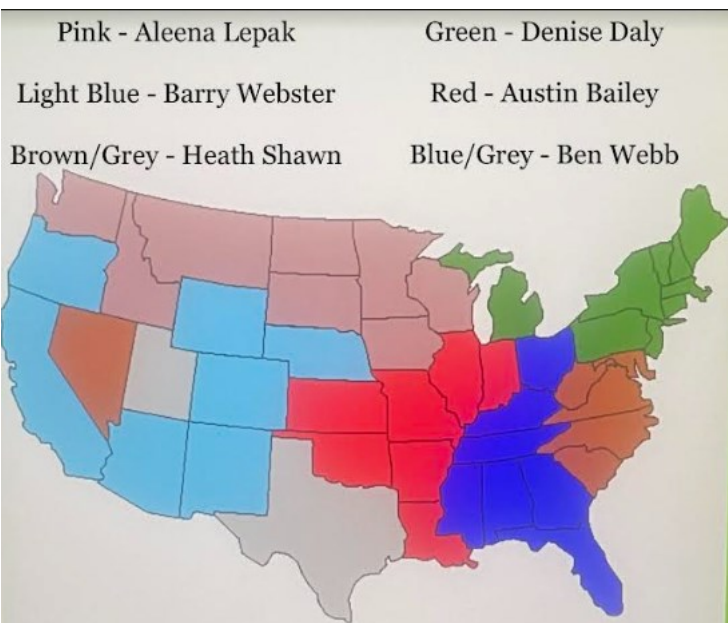 Pink - Aleena Lepak
Green - Denise Daly
Light Blue - Barry Webster
Red - Austin Bailey
Brown/Grey - Heath Shawn
Blue/Grey - Ben Webb